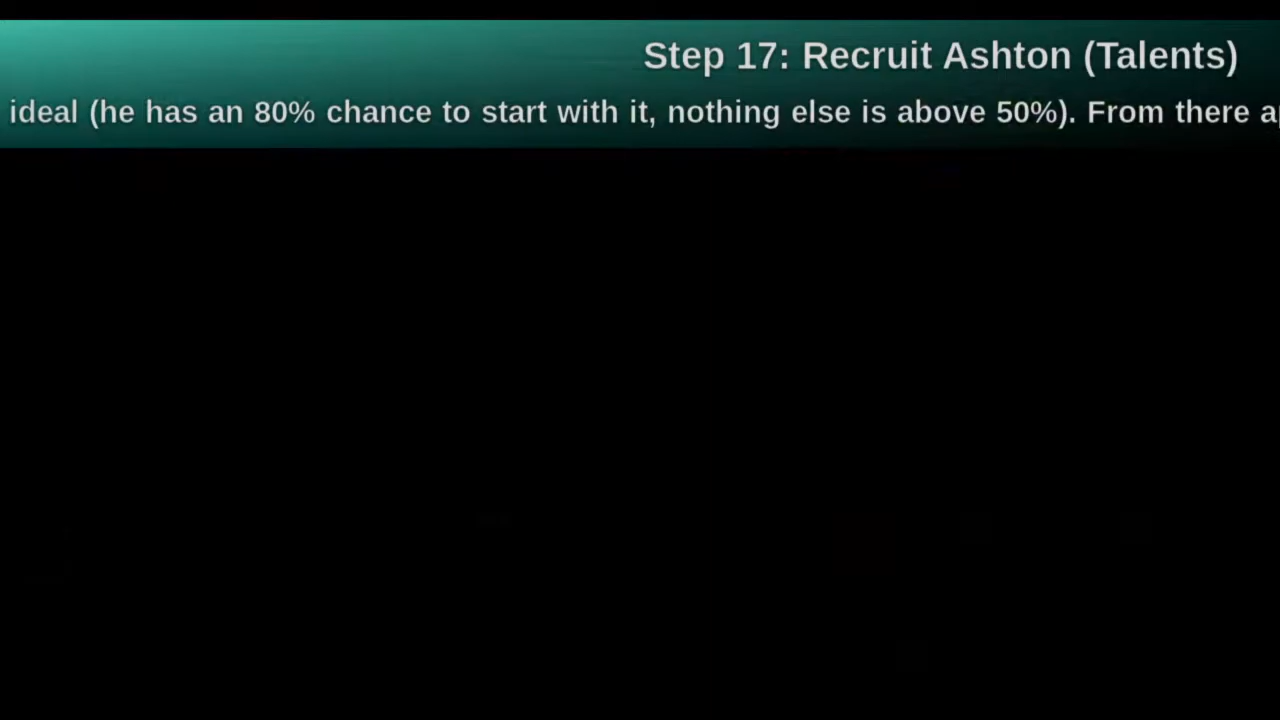 Step 17: Recruit Ashton (Talents)
ideal (he has an 80% chance to start with it, nothing else is above 50%). From there